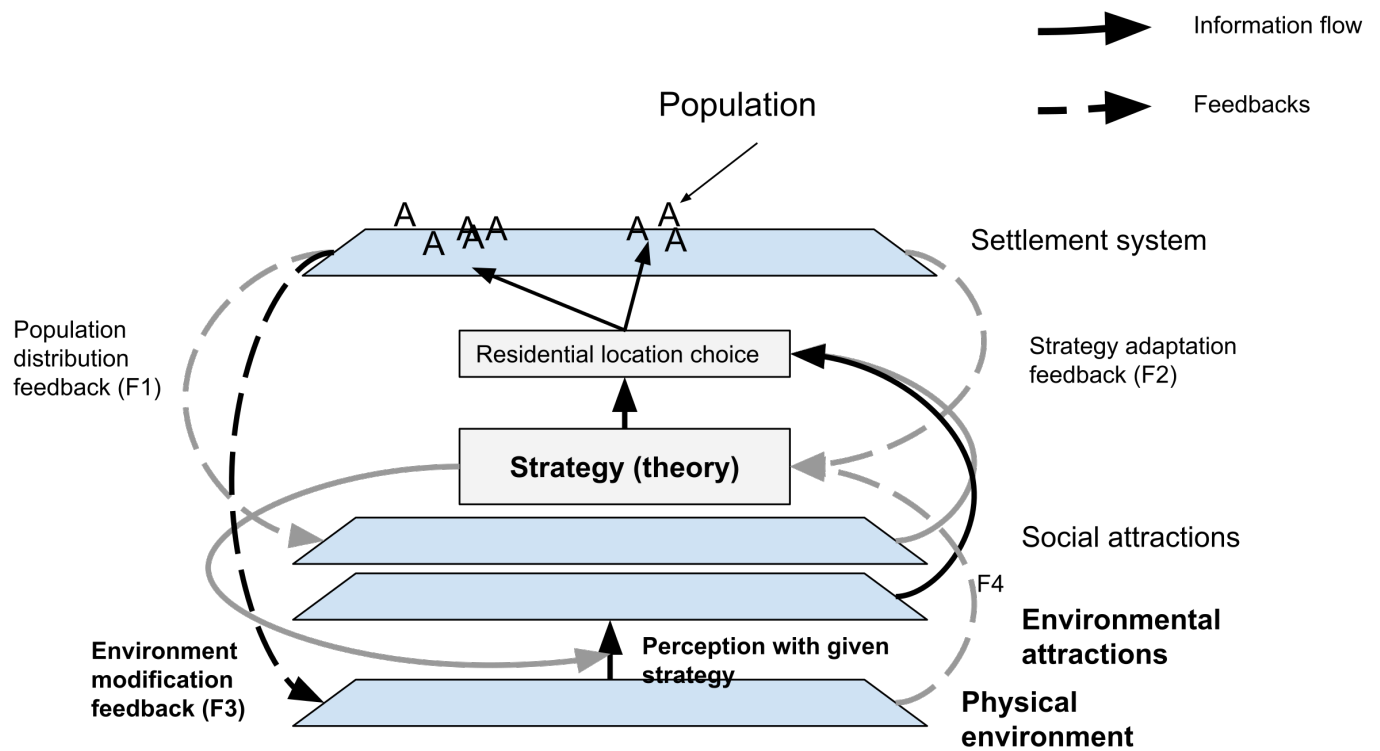 Information flow
Feedbacks
Population
A
A
A
A
A
A
A
A
A
Settlement system
Population
distribution
feedback (F1)
Residential location choice
Strategy adaptation
feedback (F2)
Strategy (theory)
Social attractions
F4
Environmental
attractions
Perception with given
strategy
Environment
modification
feedback (F3)
Physical
environment